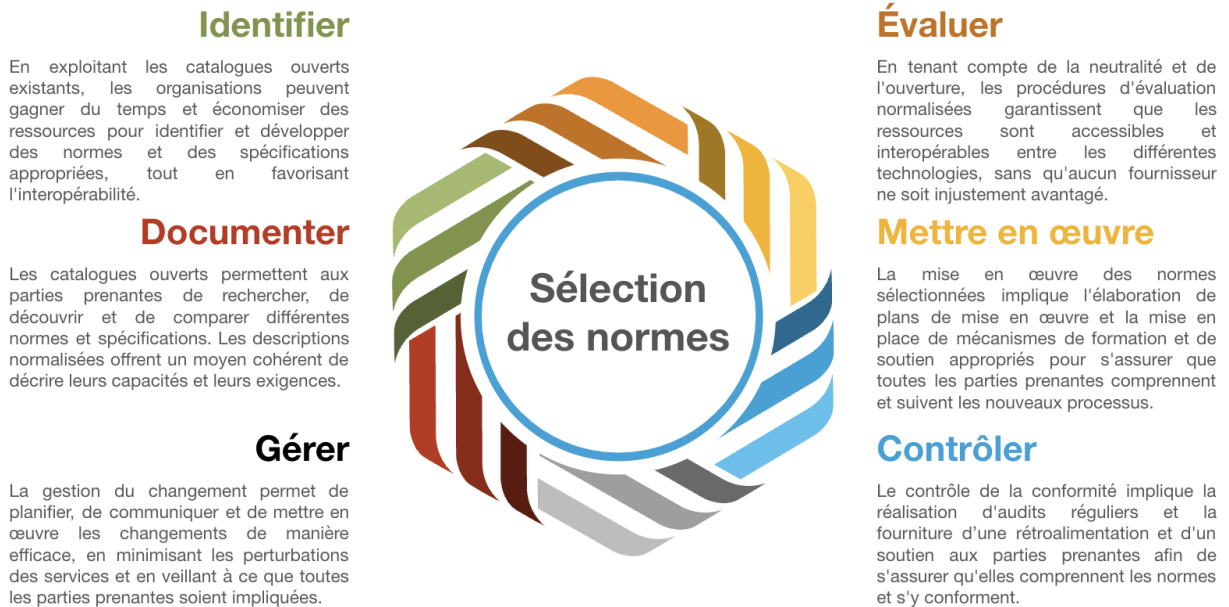 Identifier
En exploitant les catalogues ouverts
existants, les organisations peuvent
gagner du temps et économiser des
ressources pour identifier et développer
des normes et des spécifications
appropriées, tout en favorisant
l'interopérabilité.
Documenter
Les catalogues ouverts permettent aux
parties prenantes de rechercher, de
découvrir et de comparer différentes
normes et spécifications. Les descriptions
normalisées offrent un moyen cohérent de
décrire leurs capacités et leurs exigences.
Gérer
La gestion du changement permet de
planifier, de communiquer et de mettre en
œuvre les changements de manière
efficace, en minimisant les perturbations
des services et en veillant à ce que toutes
les parties prenantes soient impliquées.
Sélection
des normes
Évaluer
En tenant compte de la neutralité et de
l'ouverture, les procédures d'évaluation
normalisées garantissent que les
ressources sont accessibles et
interopérables entre les différentes
technologies, sans qu'aucun fournisseur
ne soit injustement avantagé.
Mettre en œuvre
La mise en œuvre des normes
sélectionnées implique l'élaboration de
plans de mise en œuvre et la mise en
place de mécanismes de formation et de
soutien appropriés pour s'assurer que
toutes les parties prenantes comprennent
et suivent les nouveaux processus.
Contrôler
Le contrôle de la conformité implique la
réalisation d'audits réguliers et la
fourniture d’une rétroalimentation et d'un
soutien aux parties prenantes afin de
s'assurer qu'elles comprennent les normes
et s'y conforment.